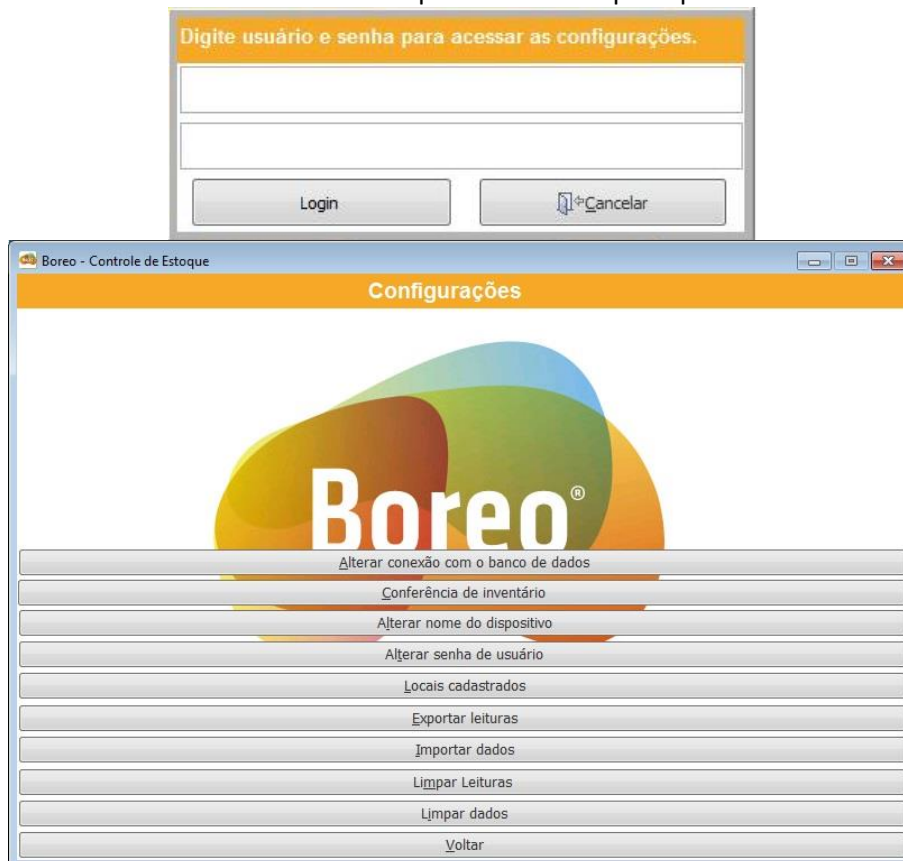 Digite usuário e senha para acessar as configurações.
Login
Cancelar
Boreo - Controle de Estoque
Configurações
Boreo®
Alterar conexão com o banco de dados
Conferência de inventário
Alterar nome do dispositivo
Alterar senha de usuário
Locais cadastrados
Exportar leituras
Importar dados
Limpar Leituras
Limpar dados
Voltar